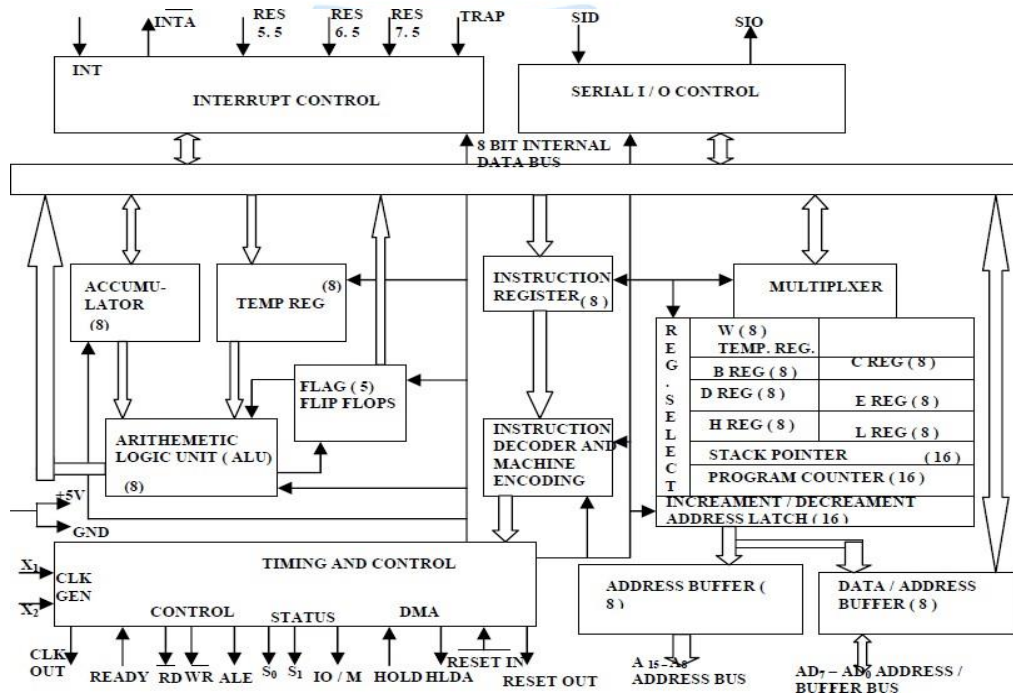 INTA
RES
5. 5
RES
6. 5
RES
7. 5
TRAP
SID
SIO
INT
INTERRUPT CONTROL
SERIAL I / O CONTROL
8 BIT INTERNAL
DATA BUS
ACCUMU-
LATOR
(8)
(8)
TEMP REG
INSTRUCTION
REGISTER ( 8 )
MULTIPLXER
FLAG ( 5 )
FLIP FLOPS
ARITHEMETIC
LOGIC UNIT ( ALU )
(8)
INSTRUCTION
DECODER AND
MACHINE
ENCODING
REG. SELECT
W ( 8 )
TEMP. REG.
B REG ( 8 )
C REG ( 8 )
D REG ( 8 )
E REG ( 8 )
H REG ( 8 )
L REG ( 8 )
STACK POINTER ( 16 )
PROGRAM COUNTER ( 16 )
INCREAMENT / DECREAMENT
ADDRESS LATCH ( 16 )
+5V
GND
X1
X2
CLK
GEN
TIMING AND CONTROL
CONTROL
STATUS
DMA
ADDRESS BUFFER (
8 )
DATA / ADDRESS
BUFFER ( 8 )
CLK
OUT
READY
RD
WR
ALE
S0
S1
IO / M
HOLD
HLDA
RESET IN
RESET OUT
A 15 – A8
ADDRESS BUS
AD7 – AD0 ADDRESS /
BUFFER BUS